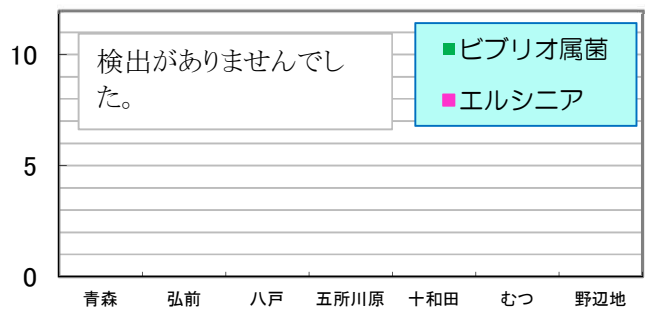 10
検出がありませんでし
た。
ビブリオ属菌
エルシニア
5
0
青森 弘前 八戸 五所川原 十和田 むつ 野辺地